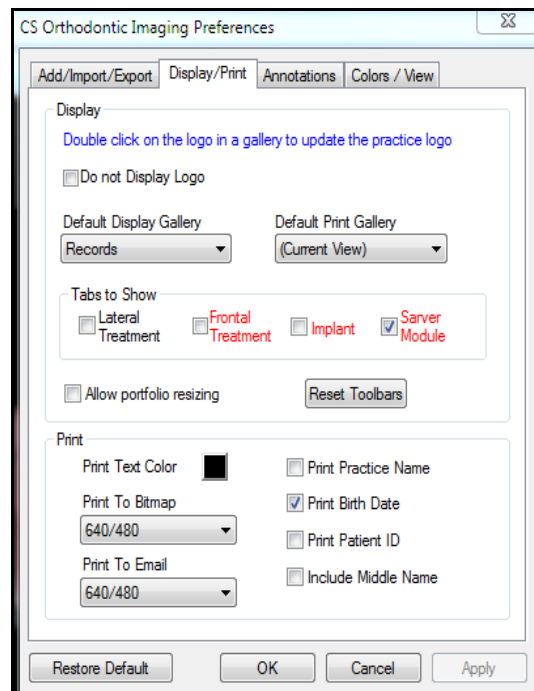 CS Orthodontic Imaging Preferences
Add/Import/Export Display/Print Annotations Colors / View
Display
Double click on the logo in a gallery to update the practice logo
Do not Display Logo
Default Display Gallery Default Print Gallery
Records (Current View)
Tabs to Show
Lateral Treatment Frontal Treatment Implant Sarver Module
Allow portfolio resizing Reset Toolbars
Print
Print Text Color Print Practice Name
Print To Bitmap Print Birth Date
640/480 Print Patient ID
Print To Email Include Middle Name
640/480
Restore Default OK Cancel Apply